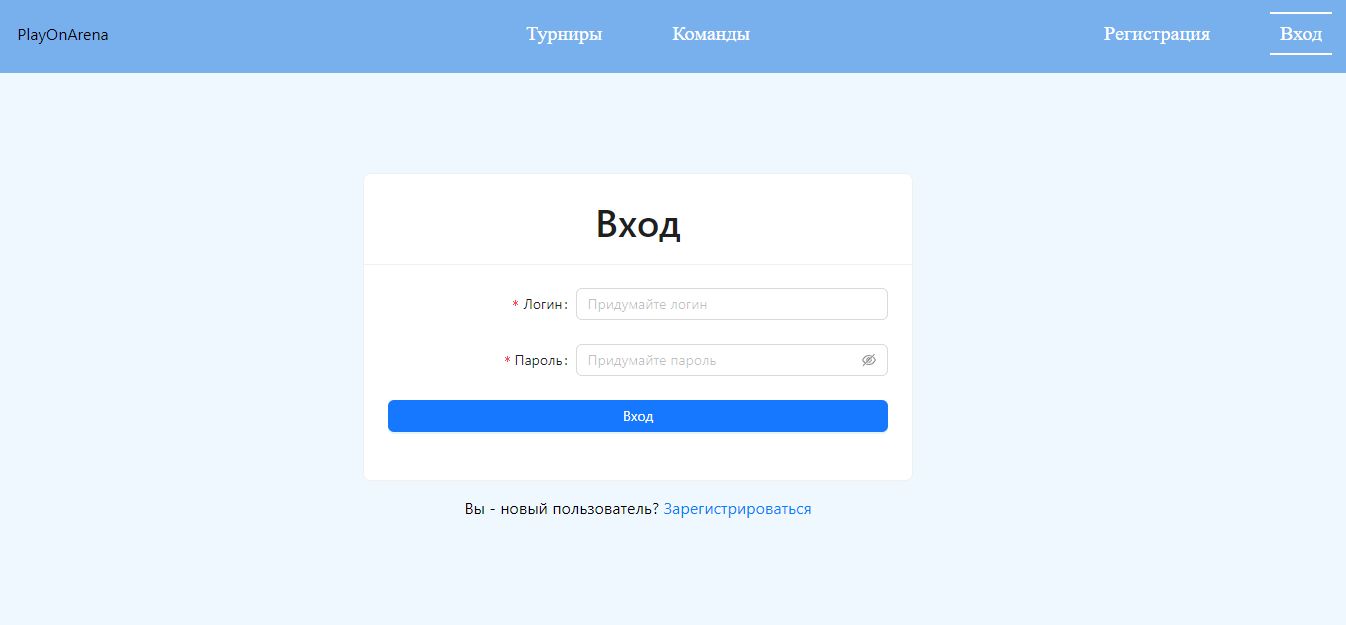 PlayOnArena Турниры Команды Регистрация Вход
Вход
* Логин: Придумайте логин
* Пароль: Придумайте пароль
Вход
Вы - новый пользователь? Зарегистрироваться